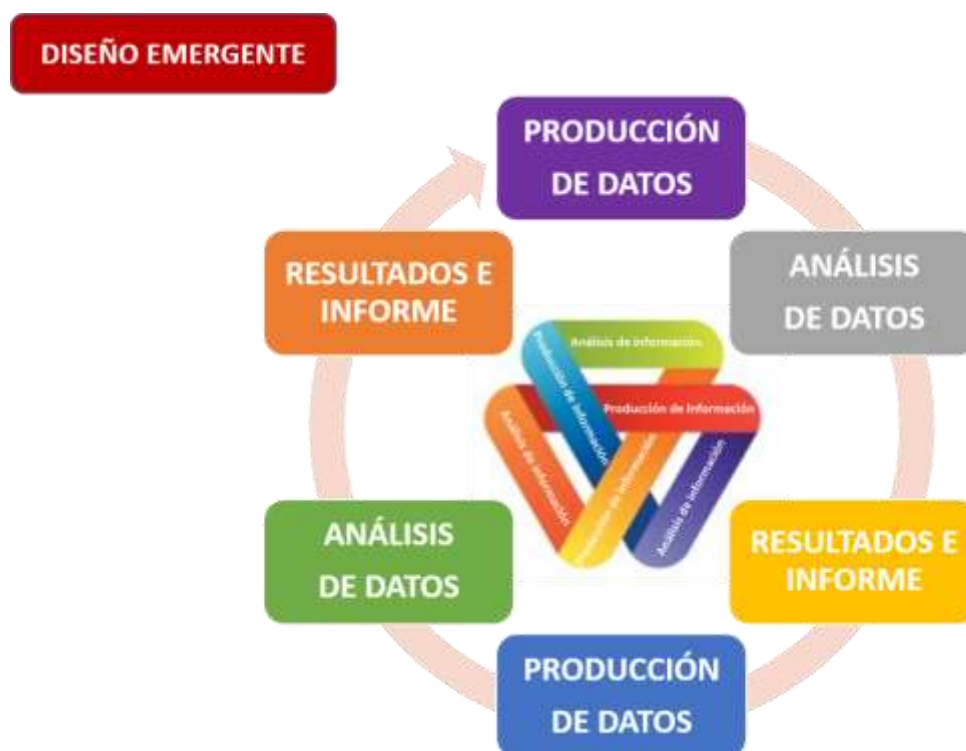 DISEÑO EMERGENTE
PRODUCCIÓN
DE DATOS
ANÁLISIS
DE DATOS
RESULTADOS E
INFORME
PRODUCCIÓN
DE DATOS
ANÁLISIS
DE DATOS
RESULTADOS E
INFORME
Análisis de información
Producción de información
Producción de información
Análisis de información
Producción de información
Análisis de información